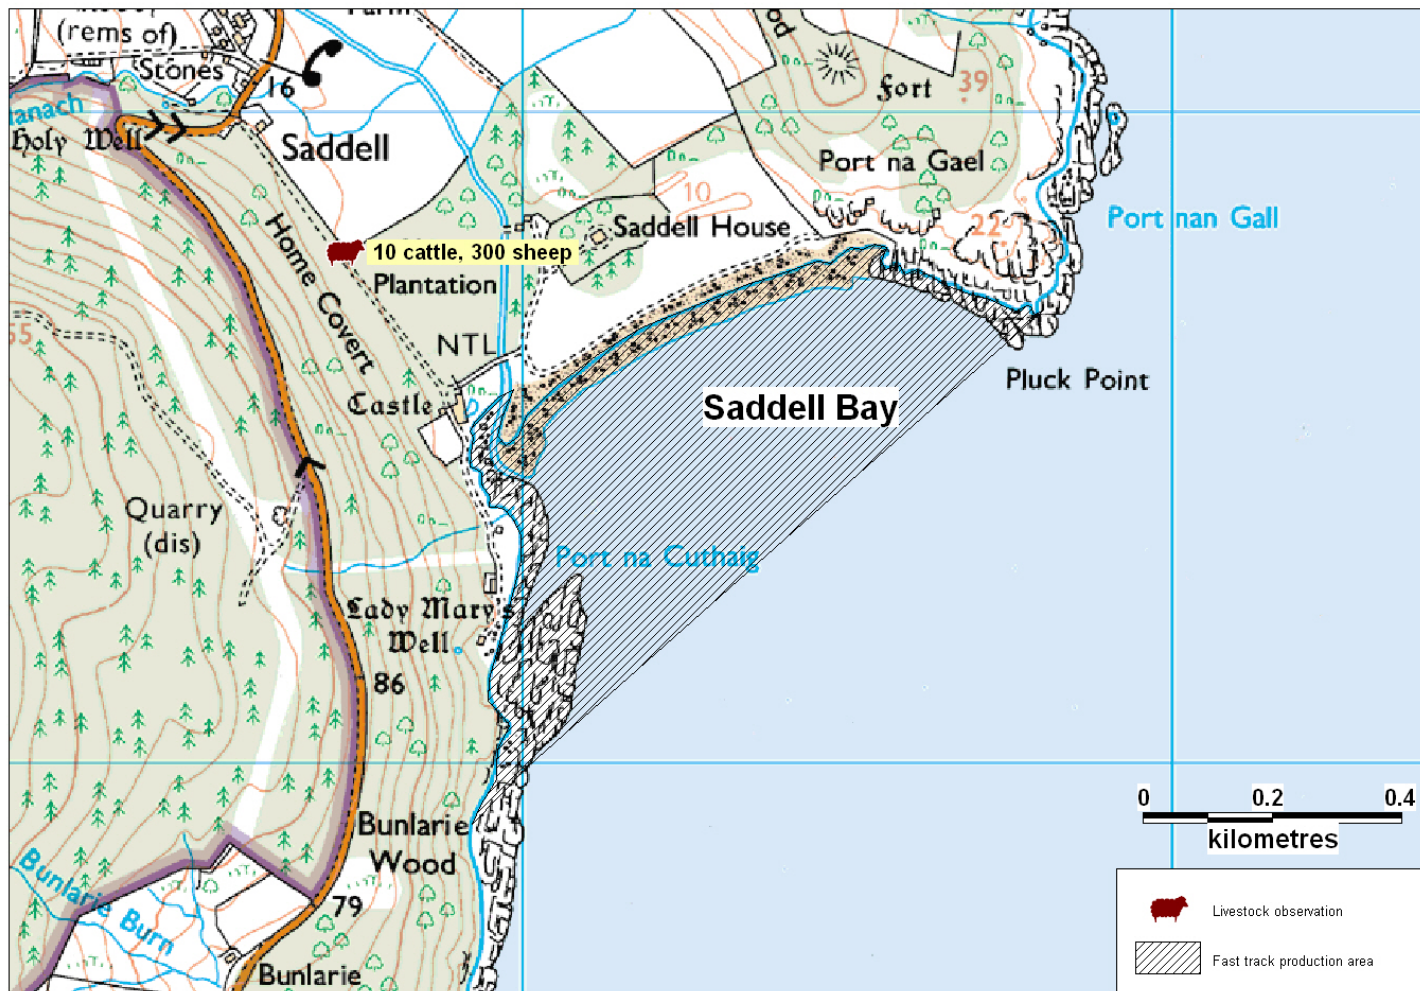 (rems of)
Stones
16
Holy Well
Saddell
Fort
39
Port na Gael
10
Saddell House
22
Port nan Gall
Home Covert
10 cattle, 300 sheep
Plantation
NTL
Castle
Pluck Point
Saddell Bay
Quarry
(dis)
Port na Cuthaig
Lady Mary's
Well
86
Bunlarie
Wood
79
Bunlarie Burn
Bunlarie
0 0.2 0.4
kilometres
Livestock observation
Fast track production area